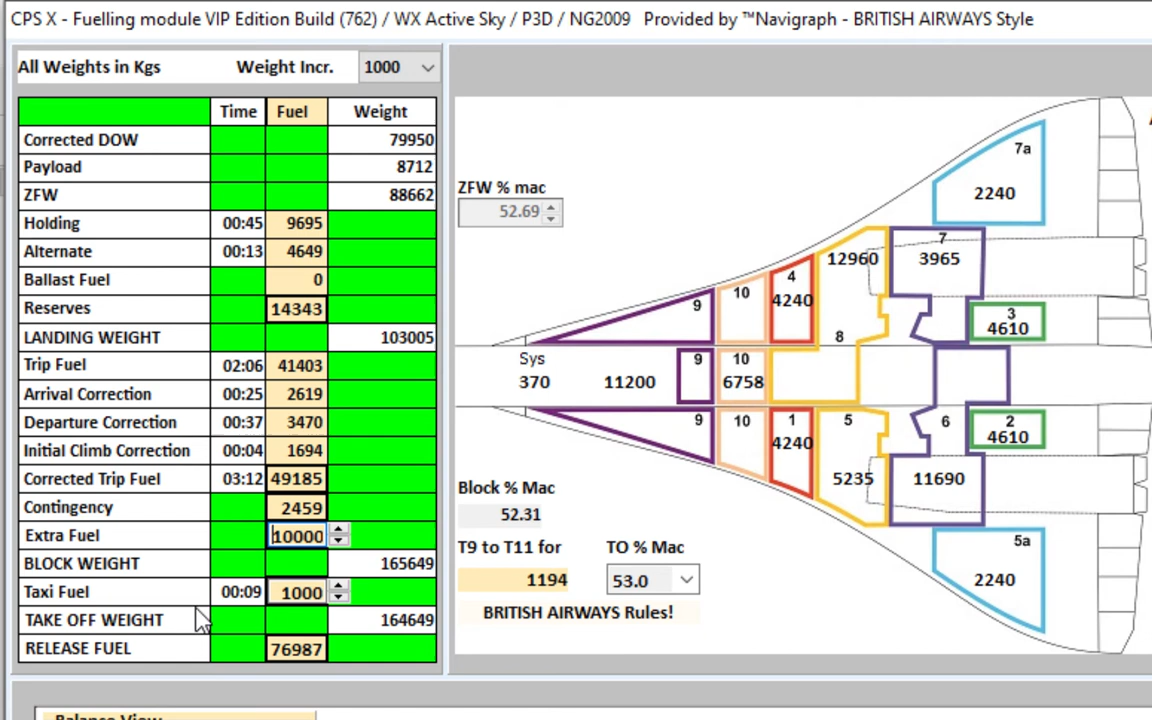 CPS X - Fuelling module VIP Edition Build (762) / WX Active Sky / P3D / NG2009 Provided by ™Navigraph - BRITISH AIRWAYS Style
All Weights in Kgs Weight Incr. 1000
Time Fuel Weight
Corrected DOW 79950
Payload 8712
ZFW 88662
Holding 00:45 9695
Alternate 00:13 4649
Ballast Fuel 0
Reserves 14343
LANDING WEIGHT 103005
Trip Fuel 02:06 41403
Arrival Correction 00:25 2619
Departure Correction 00:37 3470
Initial Climb Correction 00:04 1694
Corrected Trip Fuel 03:12 49185
Contingency 2459
Extra Fuel 10000
BLOCK WEIGHT 165649
Taxi Fuel 00:09 1000
TAKE OFF WEIGHT 164649
RELEASE FUEL 76987
ZFW % mac
52.69
7a
2240
7
12960 3965
4
10
4240
9
3
4610
8
Sys 9 10
370 11200 6758
9 10 1 5 6 2
4240 4610
5235 11690
Block % Mac
52.31
5a
2240
T9 to T11 for TO % Mac
1194 53.0
BRITISH AIRWAYS Rules!
Balance View